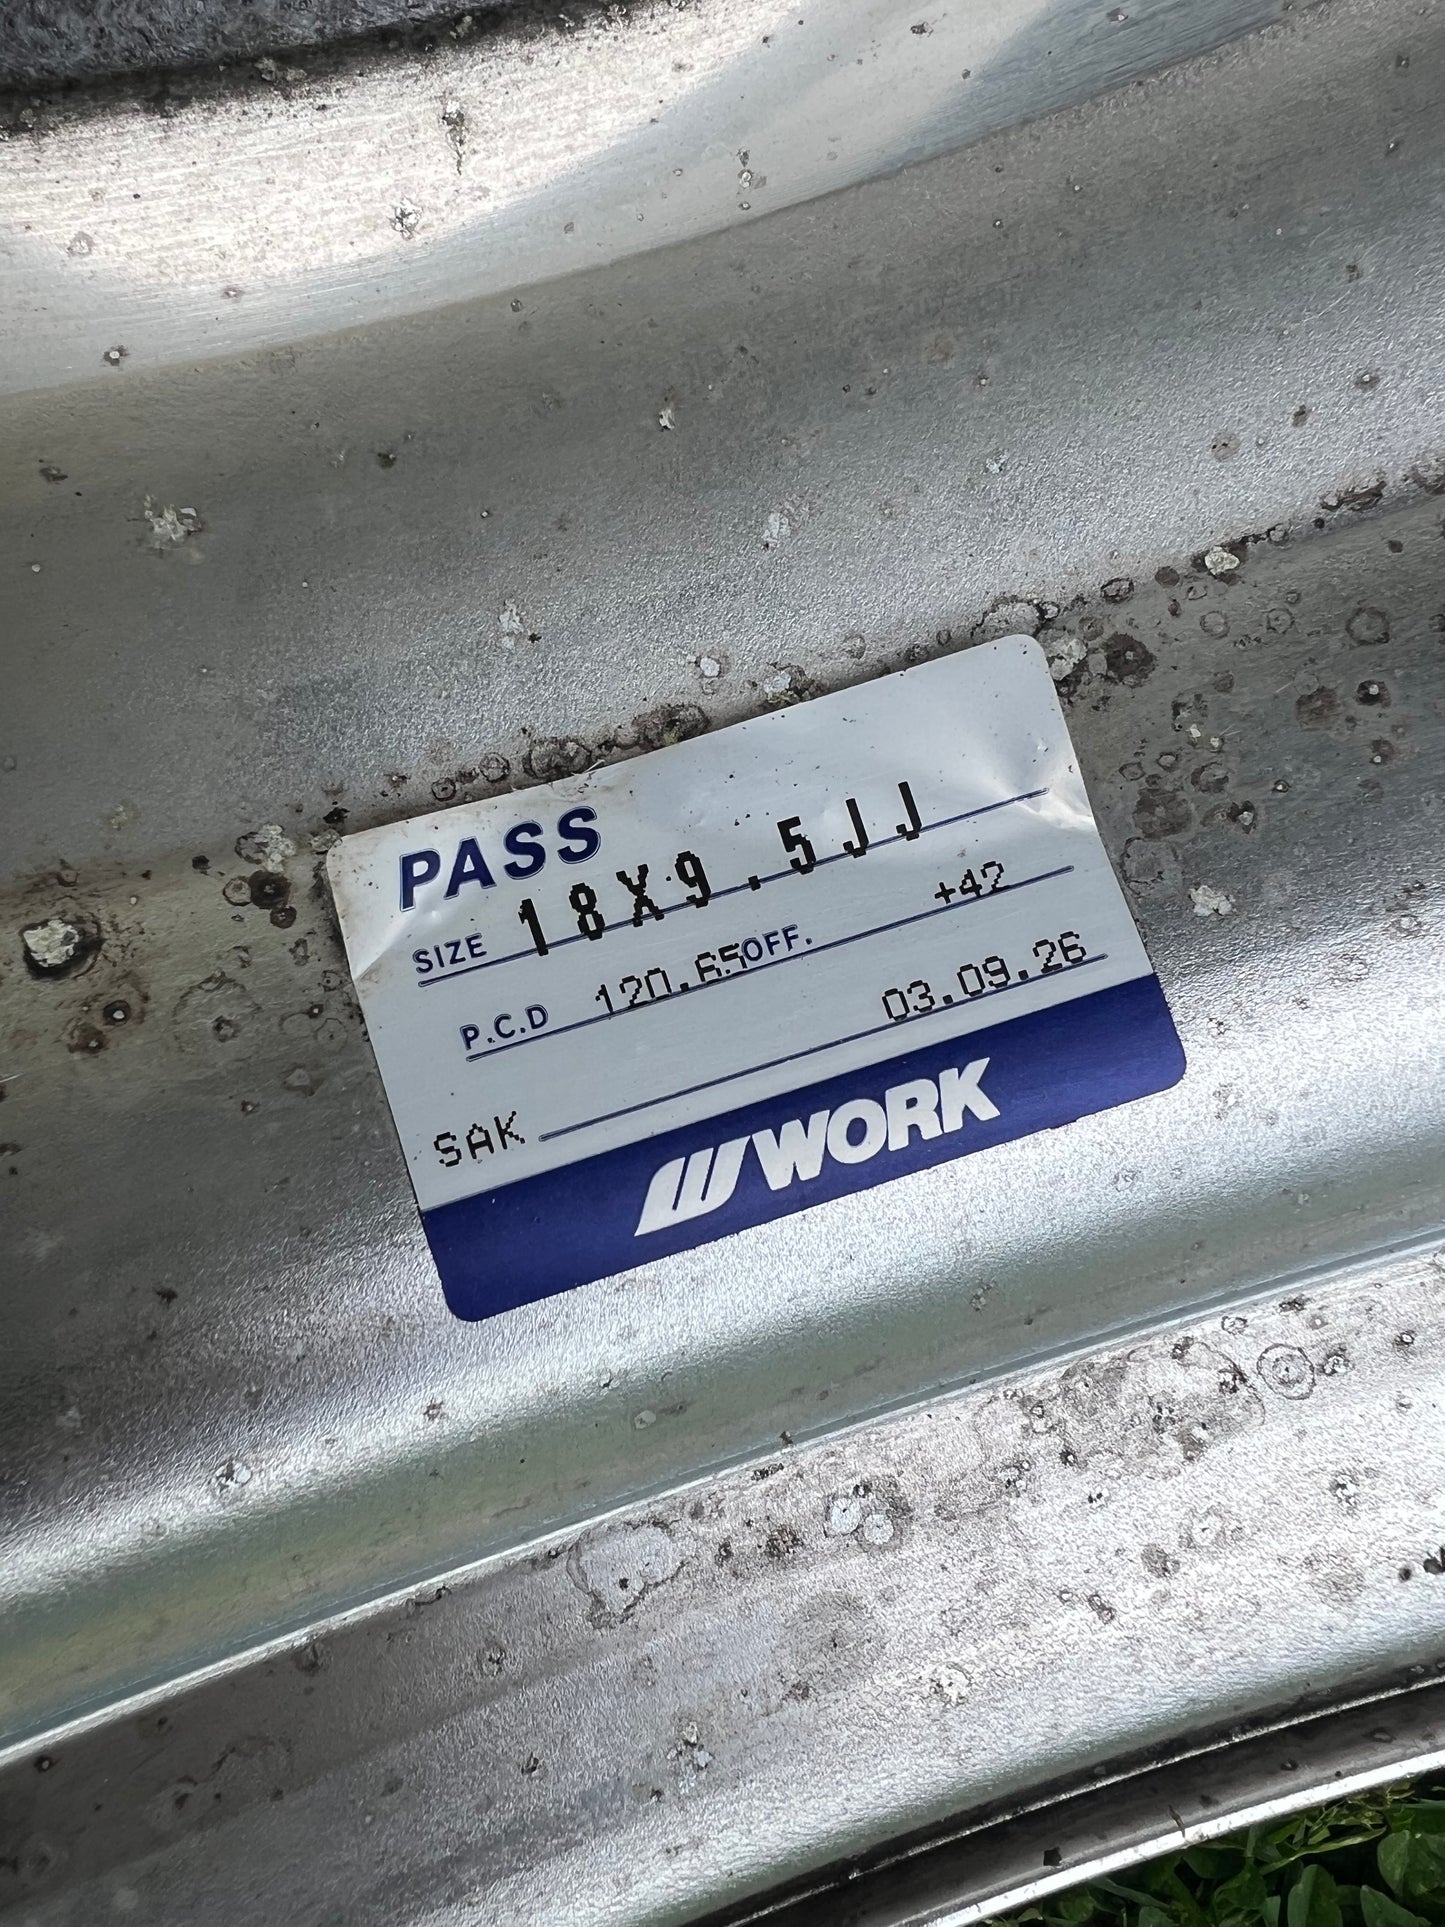 PASS
SIZE 18X9.5JJ
P.C.D 120.65 OFF. +42
03.09.26
SAK
WORK